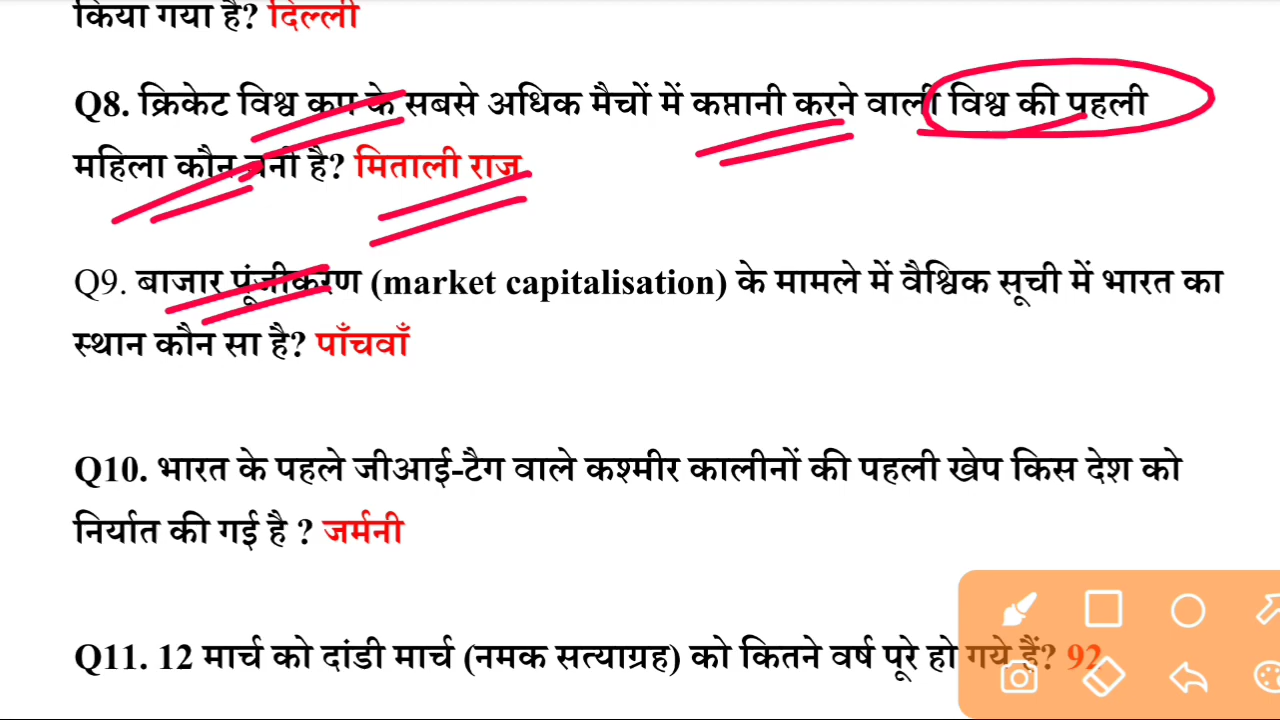 किया गया है? दिल्ली
Q8. क्रिकेट विश्व कप के सबसे अधिक मैचों में कप्तानी करने वाली विश्व की पहली
महिला कौन बनी है? मिताली राज
Q9. बाजार पूंजीकरण (market capitalisation) के मामले में वैश्विक सूची में भारत का
स्थान कौन सा है? पाँचवाँ
Q10. भारत के पहले जीआई-टैग वाले कश्मीर कालीनों की पहली खेप किस देश को
निर्यात की गई है ? जर्मनी
Q11. 12 मार्च को दांडी मार्च (नमक सत्याग्रह) को कितने वर्ष पूरे हो गये हैं? 92